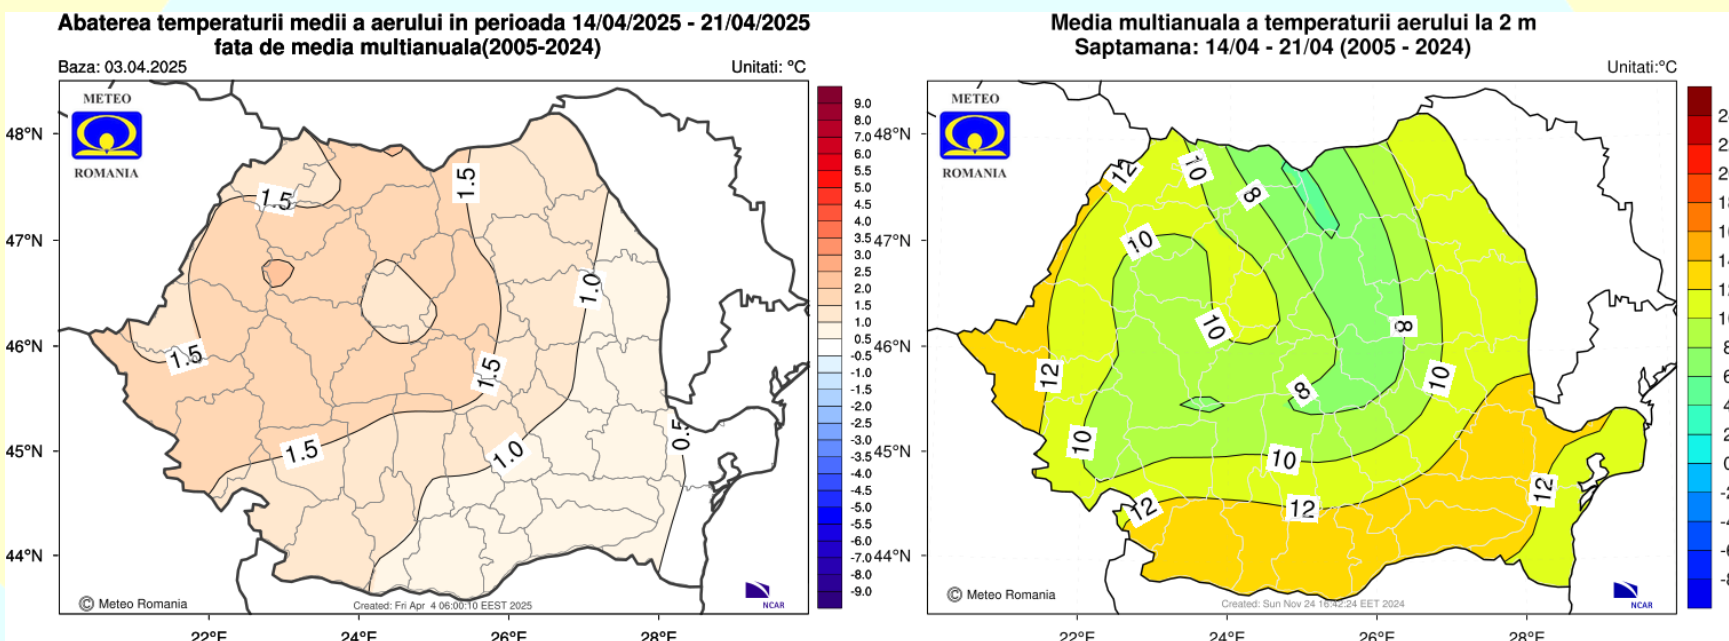 Abaterea temperaturii medii a aerului in perioada 14/04/2025 - 21/04/2025
fata de media multianuala(2005-2024)
Baza: 03.04.2025
Unitati: °C
METEO
ROMANIA
48°N
47°N
46°N
45°N
44°N
22°E
24°E
26°E
28°E
1.5
1.5
1.0
1.5
1.5
1.5
1.0
0.5
9.0
8.0
7.0
6.0
5.5
5.0
4.5
4.0
3.5
3.0
2.5
2.0
1.5
1.0
0.5
-0.5
-1.0
-1.5
-2.0
-2.5
-3.0
-3.5
-4.0
-4.5
-5.0
-5.5
-6.0
-7.0
-8.0
-9.0
© Meteo Romania
Created: Fri Apr 4 06:00:10 EEST 2025
NCAR
Media multianuala a temperaturii aerului la 2 m
Saptamana: 14/04 - 21/04 (2005 - 2024)
Unitati:°C
METEO
ROMANIA
48°N
47°N
46°N
45°N
44°N
22°E
24°E
26°E
28°E
12
10
8
10
10
8
12
8
10
10
10
12
12
12
8
6
4
2
0
-2
-4
-6
-8
© Meteo Romania
Created: Sun Nov 24 16:42:24 EET 2024
NCAR